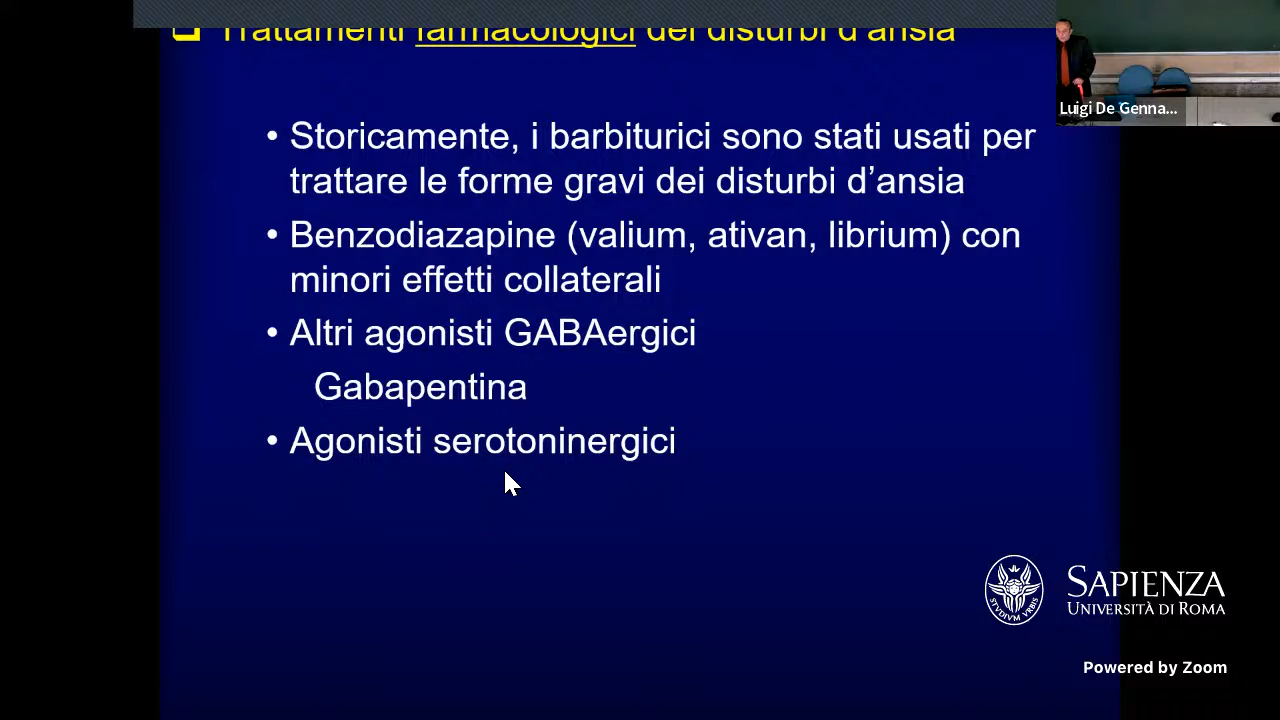 Trattamenti farmacologici dei disturbi d'ansia
Luigi De Genna...
• Storicamente, i barbiturici sono stati usati per
trattare le forme gravi dei disturbi d’ansia
• Benzodiazapine (valium, ativan, librium) con
minori effetti collaterali
• Altri agonisti GABAergici
Gabapentina
• Agonisti serotoninergici
STVDIVM VRBIS
SAPIENZA
UNIVERSITÀ DI ROMA
Powered by Zoom